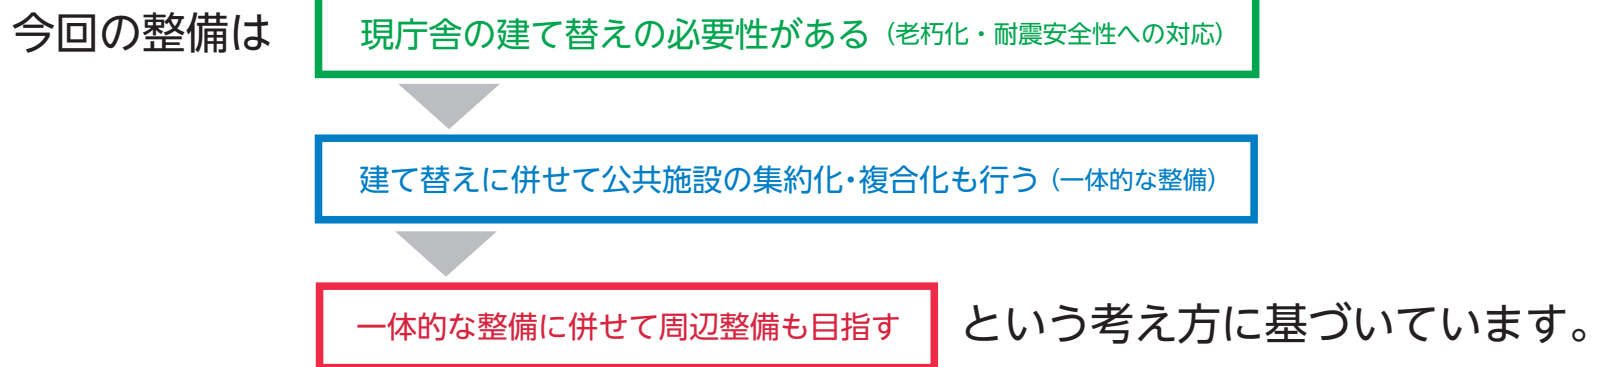 今回の整備は 現庁舎の建て替えの必要性がある（老朽化・耐震安全性への対応）
建て替えに併せて公共施設の集約化・複合化も行う（一体的な整備）
一体的な整備に併せて周辺整備も目指す という考え方に基づいています。